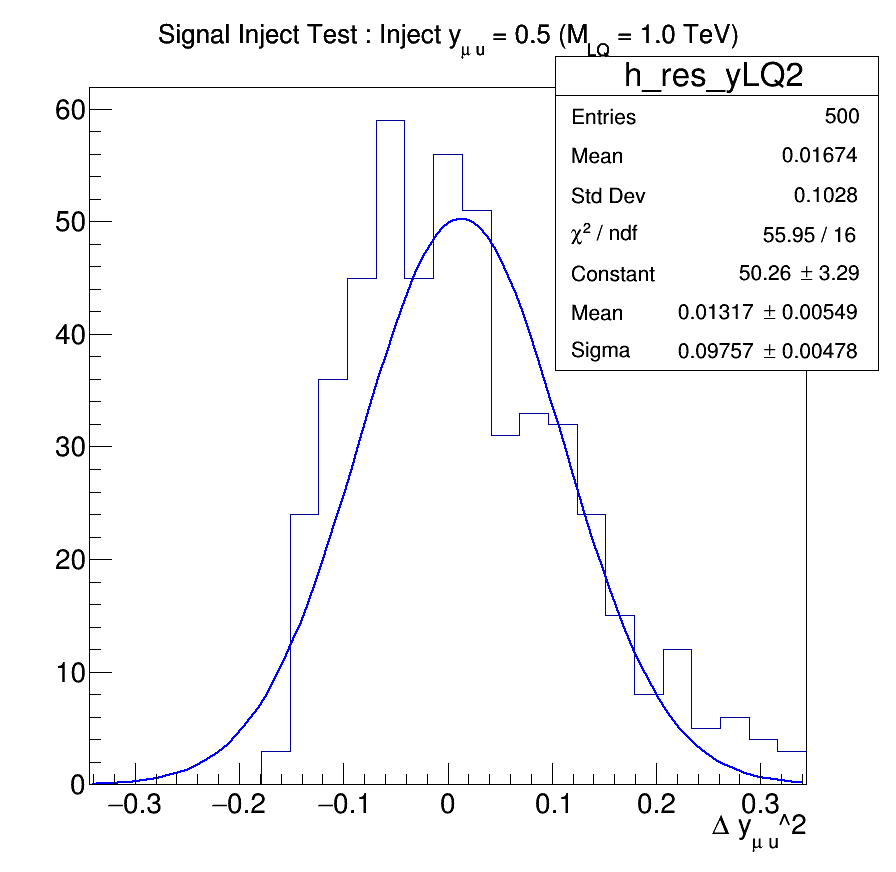 Signal Inject Test : Inject y_μ u = 0.5 (M_LQ = 1.0 TeV)
h_res_yLQ2
Entries 500
Mean 0.01674
Std Dev 0.1028
χ² / ndf 55.95 / 16
Constant 50.26 ± 3.29
Mean 0.01317 ± 0.00549
Sigma 0.09757 ± 0.00478
60
50
40
30
20
10
0
−0.3 −0.2 −0.1 0 0.1 0.2 0.3
Δ y_μ u^2